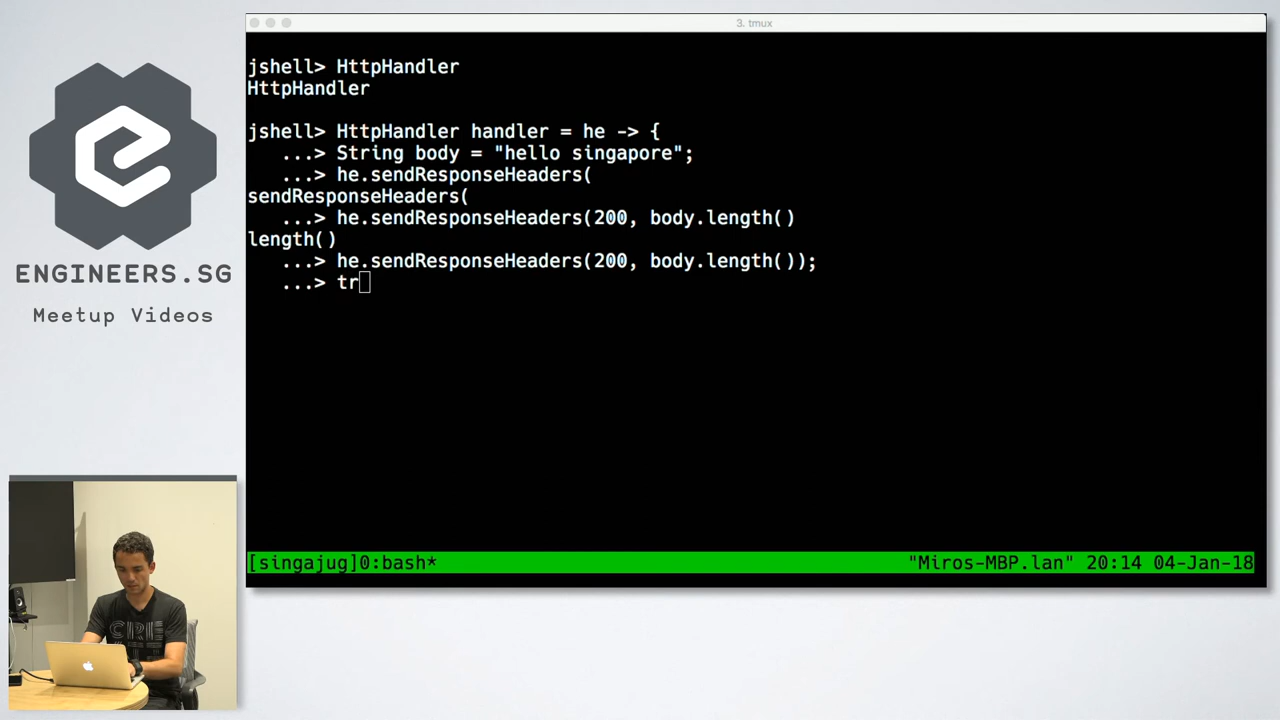 3. tmux
jshell> HttpHandler
HttpHandler
jshell> HttpHandler handler = he -> {
...> String body = "hello singapore";
...> he.sendResponseHeaders(
sendResponseHeaders(
...> he.sendResponseHeaders(200, body.length()
length()
...> he.sendResponseHeaders(200, body.length());
...> tr
[singajug]0:bash*
"Miros-MBP.lan" 20:14 04-Jan-18
ENGINEERS.SG
Meetup Videos